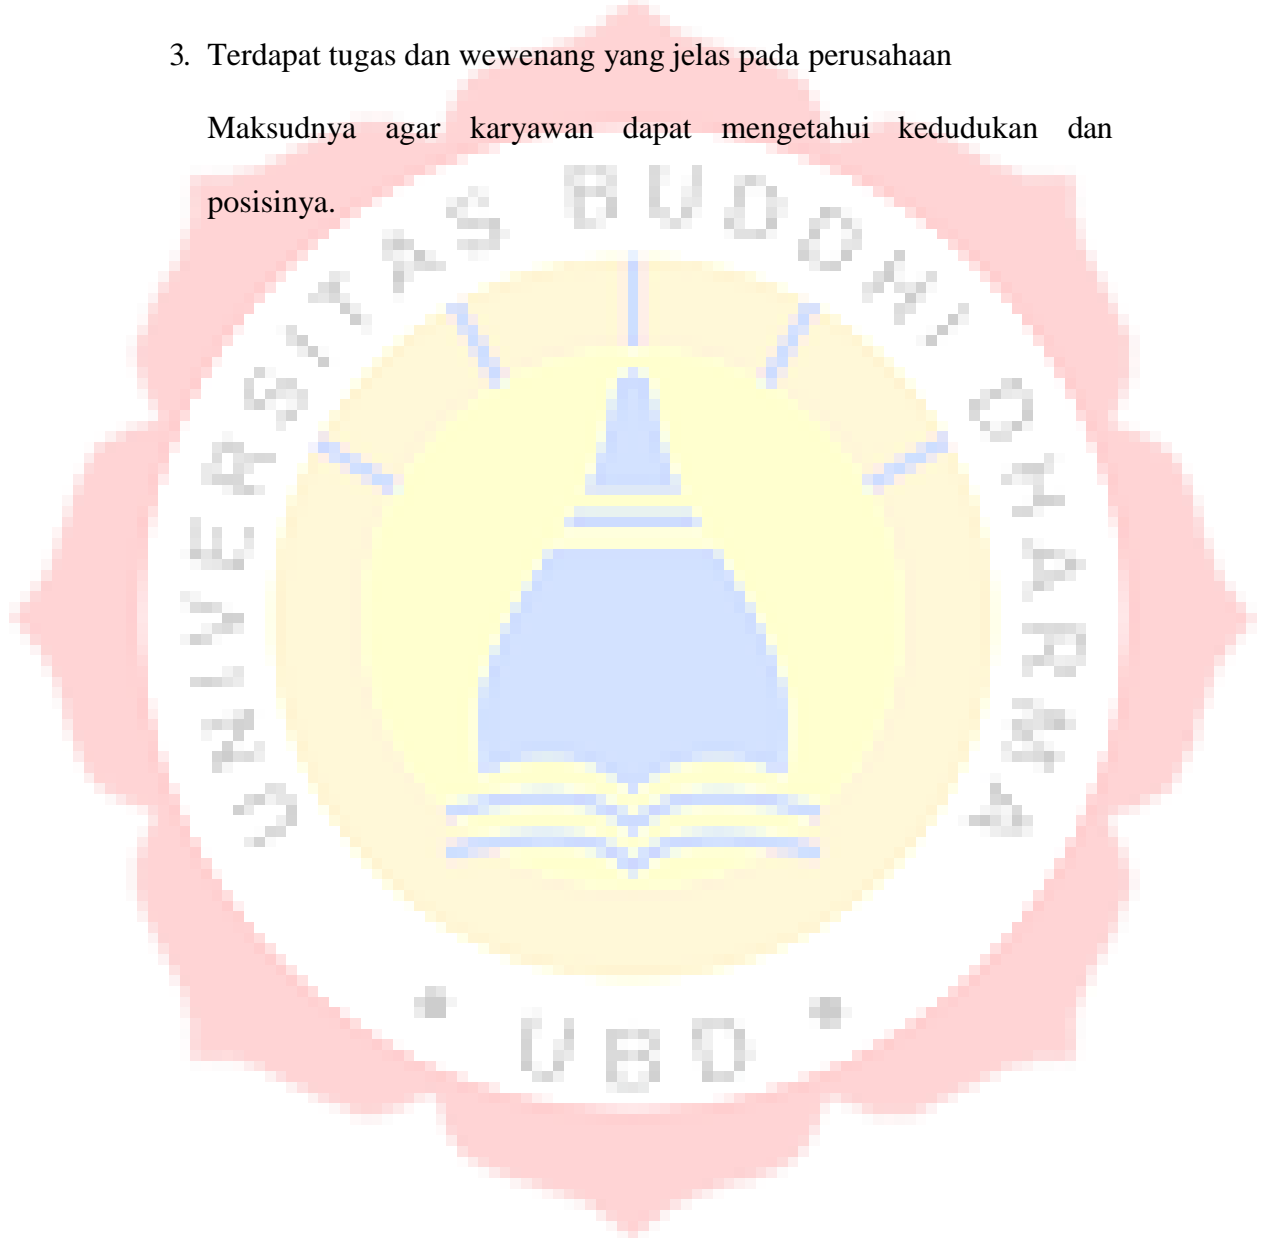 3. Terdapat tugas dan wewenang yang jelas pada perusahaan
Maksudnya agar karyawan dapat mengetahui kedudukan dan
posisinya.
UNIVERSITAS BUDDHI DHARMA
• UBD •